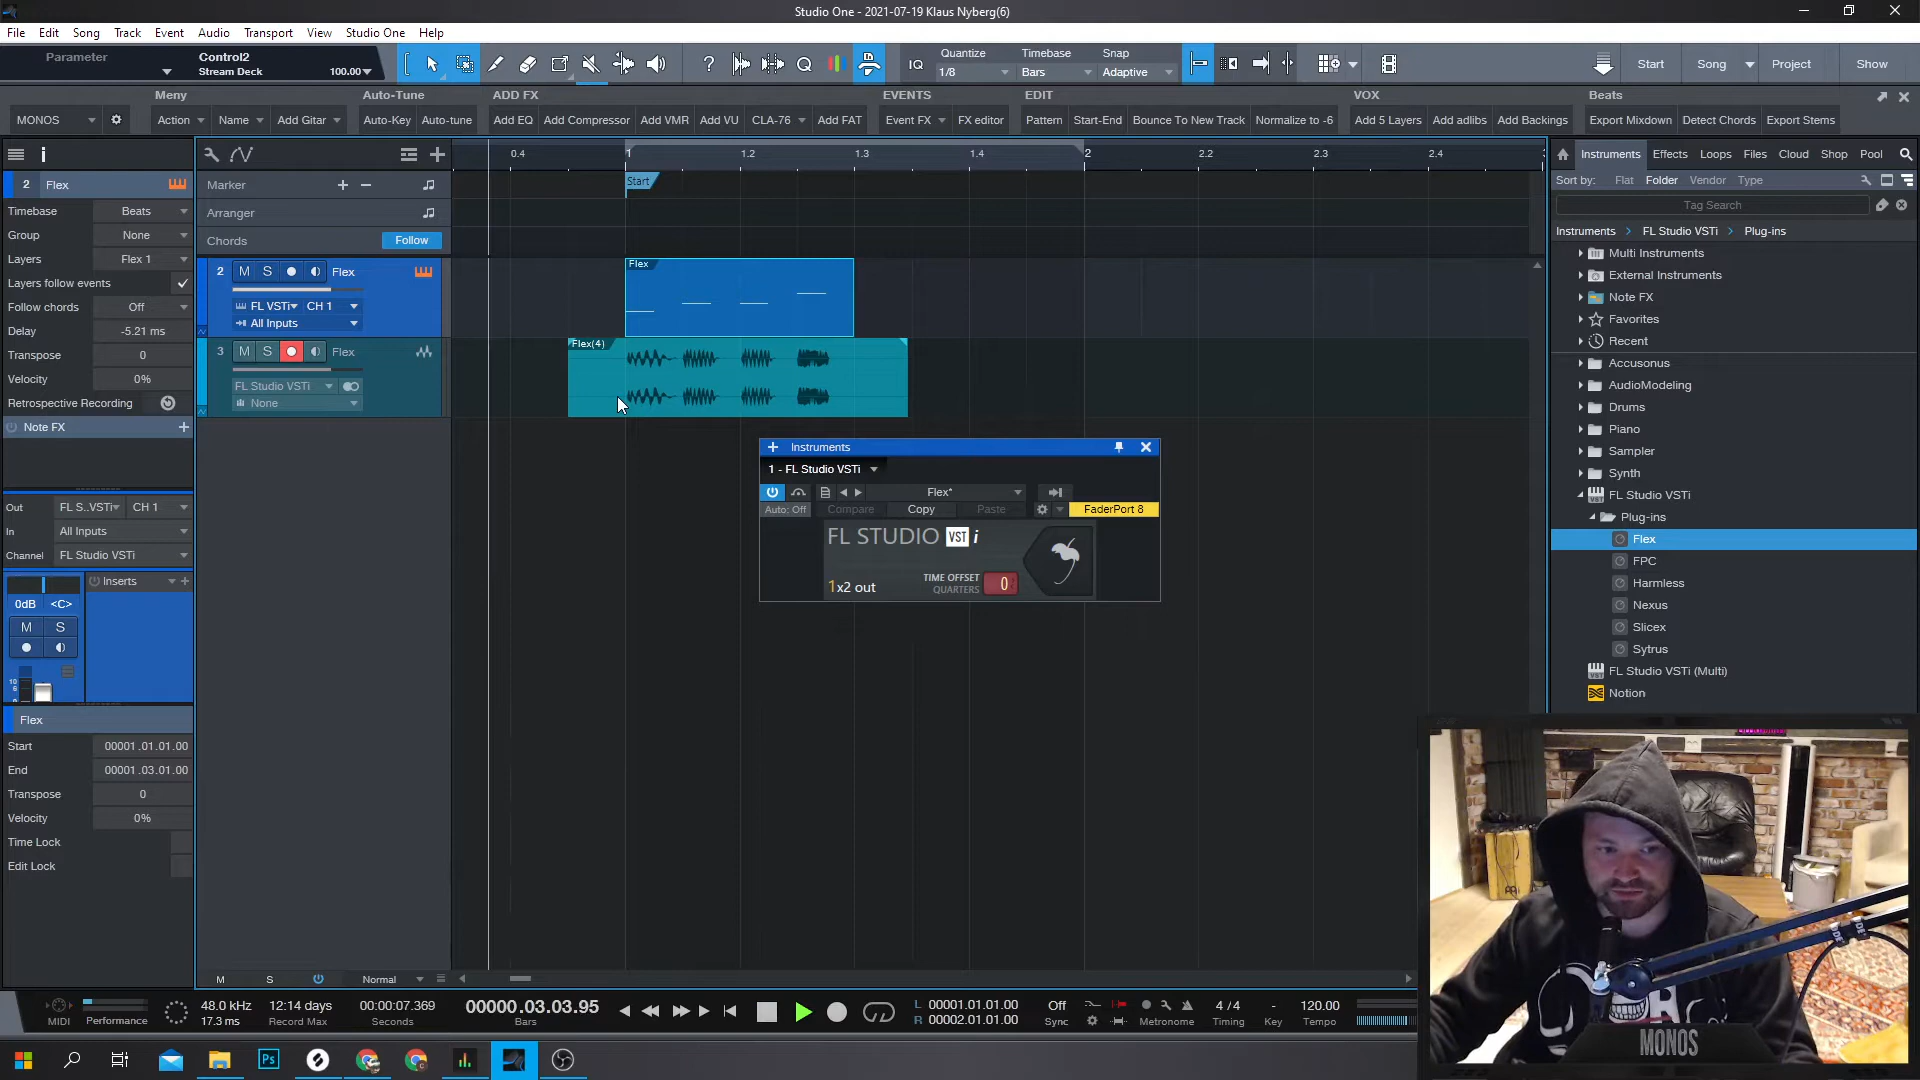 Studio One - 2021-07-19 Klaus Nyberg(6)
File Edit Song Track Event Audio Transport View Studio One Help
Parameter
Control2
Stream Deck 100.00
IQ
Quantize
1/8
Timebase
Bars
Snap
Adaptive
Start Song Project Show
MONOS
Meny
Action Name Add Gitar
Auto-Tune
Auto-Key Auto-tune
ADD FX
Add EQ Add Compressor Add VMR Add VU CLA-76 Add FAT
EVENTS
Event FX FX editor
EDIT
Pattern Start-End Bounce To New Track Normalize to -6
VOX
Add 5 Layers Add adlibs Add Backings
Beats
Export Mixdown Detect Chords Export Stems
2 Flex
Timebase Beats
Group None
Layers Flex 1
Layers follow events
Follow chords Off
Delay -5.21 ms
Transpose 0
Velocity 0%
Retrospective Recording
Note FX
Out FL S..VSTi CH 1
In All Inputs
Channel FL Studio VSTi
Inserts
0dB <C>
M S
Flex
Start 00001.01.01.00
End 00001.03.01.00
Transpose 0
Velocity 0%
Time Lock
Edit Lock
Marker
Arranger
Chords Follow
2 M S Flex
FL VSTi CH 1
All Inputs
3 M S Flex
FL Studio VSTi
None
0.4 1 1.2 1.3 1.4 2 2.2 2.3 2.4
Start
Flex
Flex(4)
Instruments
1 - FL Studio VSTi
Flex*
Auto: Off Compare Copy Paste FaderPort 8
FL STUDIO VST i
1x2 out
TIME OFFSET
QUARTERS
0
Instruments Effects Loops Files Cloud Shop Pool
Sort by: Flat Folder Vendor Type
Tag Search
Instruments > FL Studio VSTi > Plug-ins
Multi Instruments
External Instruments
Note FX
Favorites
Recent
Accusonus
AudioModeling
Drums
Piano
Sampler
Synth
FL Studio VSTi
Plug-ins
Flex
FPC
Harmless
Nexus
Slicex
Sytrus
FL Studio VSTi (Multi)
Notion
M S Normal
MIDI Performance
48.0 kHz
17.3 ms
12:14 days
Record Max
00:00:07.369
Seconds
00000.03.03.95
Bars
L 00001.01.01.00
R 00002.01.01.00
Off
Sync
Metronome
4 / 4
Timing
-
Key
120.00
Tempo
Ps
MONOS